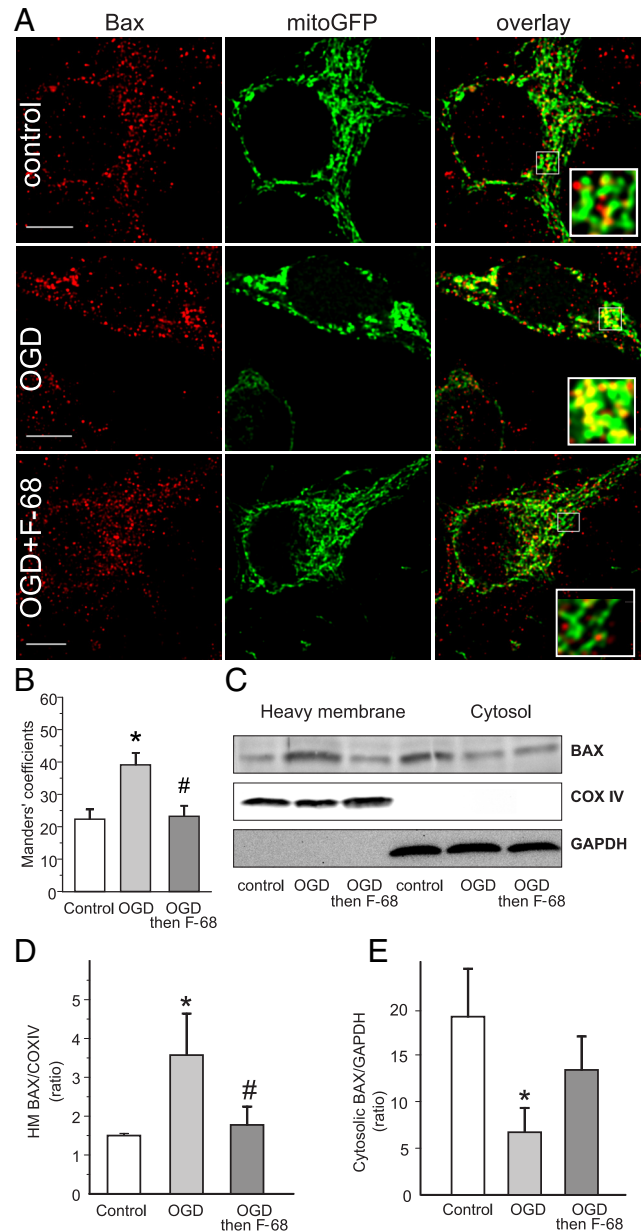 A
Bax mitoGFP overlay
control
OGD
OGD+F-68
B
Manders' coefficients
60
50
40
30
20
10
00
*
#
Control OGD OGD
then F-68
C
Heavy membrane Cytosol
BAX
COX IV
GAPDH
control OGD OGD control OGD OGD
then F-68 then F-68
D
HM BAX/COXIV
(ratio)
5
4
3
2
1
0
*
#
Control OGD OGD
then F-68
E
Cytosolic BAX/GAPDH
(ratio)
20
15
10
5
0
*
Control OGD OGD
then F-68